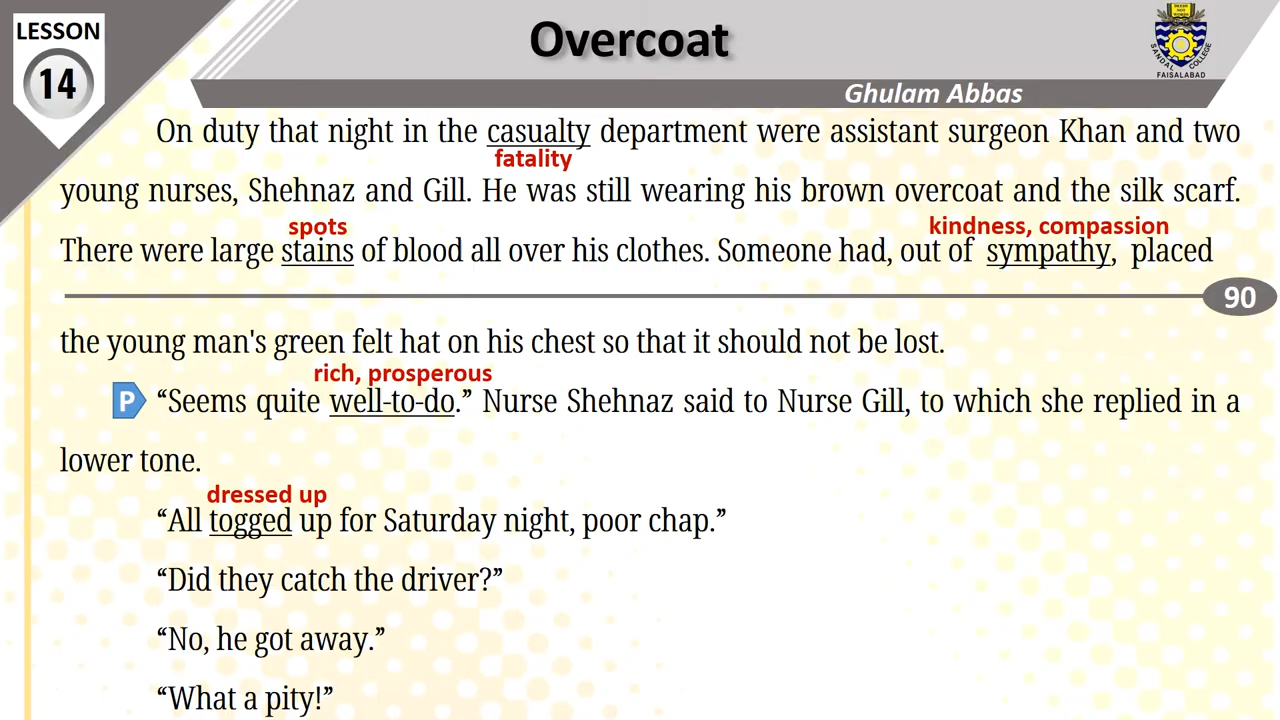 LESSON
14
Overcoat
SANDAL COLLEGE
FAISALABAD
Ghulam Abbas
On duty that night in the casualty department were assistant surgeon Khan and two
fatality
young nurses, Shehnaz and Gill. He was still wearing his brown overcoat and the silk scarf.
spots
kindness, compassion
There were large stains of blood all over his clothes. Someone had, out of sympathy, placed
90
the young man's green felt hat on his chest so that it should not be lost.
rich, prosperous
P “Seems quite well-to-do.” Nurse Shehnaz said to Nurse Gill, to which she replied in a
lower tone.
dressed up
“All togged up for Saturday night, poor chap.”
“Did they catch the driver?”
“No, he got away.”
“What a pity!”